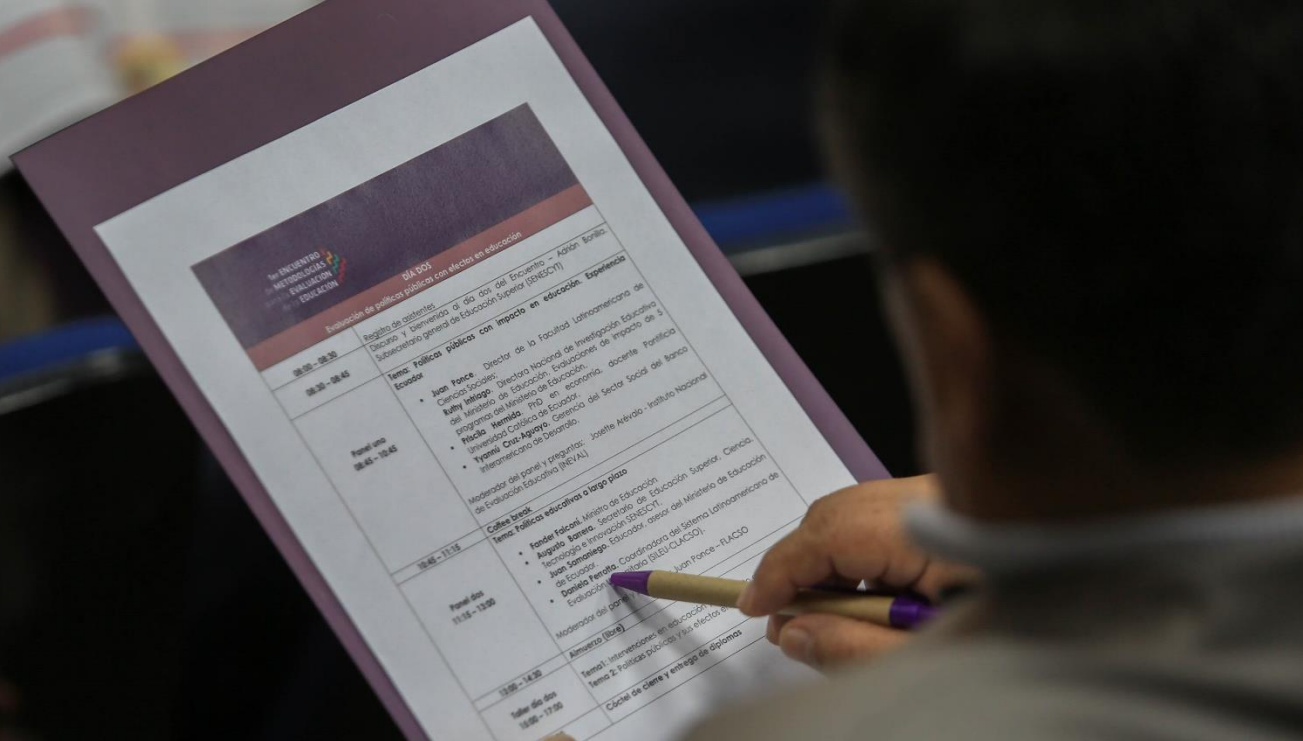 1er ENCUENTRO
METODOLOGÍAS
EVALUACIÓN
EDUCACIÓN
DÍA DOS
Evaluación de políticas públicas con efectos en educación
08:00 – 08:30
Registro de asistentes
08:30 – 08:45
Discurso y bienvenida al día dos del Encuentro – Adrián Bonilla,
Subsecretario general de Educación Superior (SENESCYT)
Panel uno
08:45 – 10:45
Tema: Políticas públicas con impacto en educación. Experiencia
Ecuador
• Juan Ponce. Director de la Facultad Latinoamericana de
Ciencias Sociales;
Ruthy Intriago. Directora Nacional de Investigación Educativa
del Ministerio de Educación. Evaluaciones de impacto de 5
programas del Ministerio de Educación.
• Priscila Hermida. PhD en economía, docente Pontificia
Universidad Católica de Ecuador.
• Yyannú Cruz-Aguayo. Gerencia del Sector Social del Banco
Interamericano de Desarrollo.
Moderador del panel y preguntas: Josette Arévalo - Instituto Nacional
de Evaluación Educativa (INEVAL)
10:45 – 11:15
Coffee break
Panel dos
11:15 – 13:00
Tema: Políticas educativas a largo plazo
• Fander Falconí. Ministro de Educación
• Augusto Barrera. Secretario de Educación Superior, Ciencia,
Tecnología e Innovación SENESCYT.
• Juan Samaniego. Educador, asesor del Ministerio de Educación
de Ecuador.
• Daniela Perrotta. Coordinadora del Sistema Latinoamericano de
Evaluación (SILEU-CLACSO).
Moderador del panel Juan Ponce – FLACSO
13:00 – 14:30
Almuerzo (libre)
Taller día dos
15:00 – 17:00
Tema1: Intervenciones en educación
Tema 2: Políticas públicas y sus efectos
Cóctel de cierre y entrega de diplomas